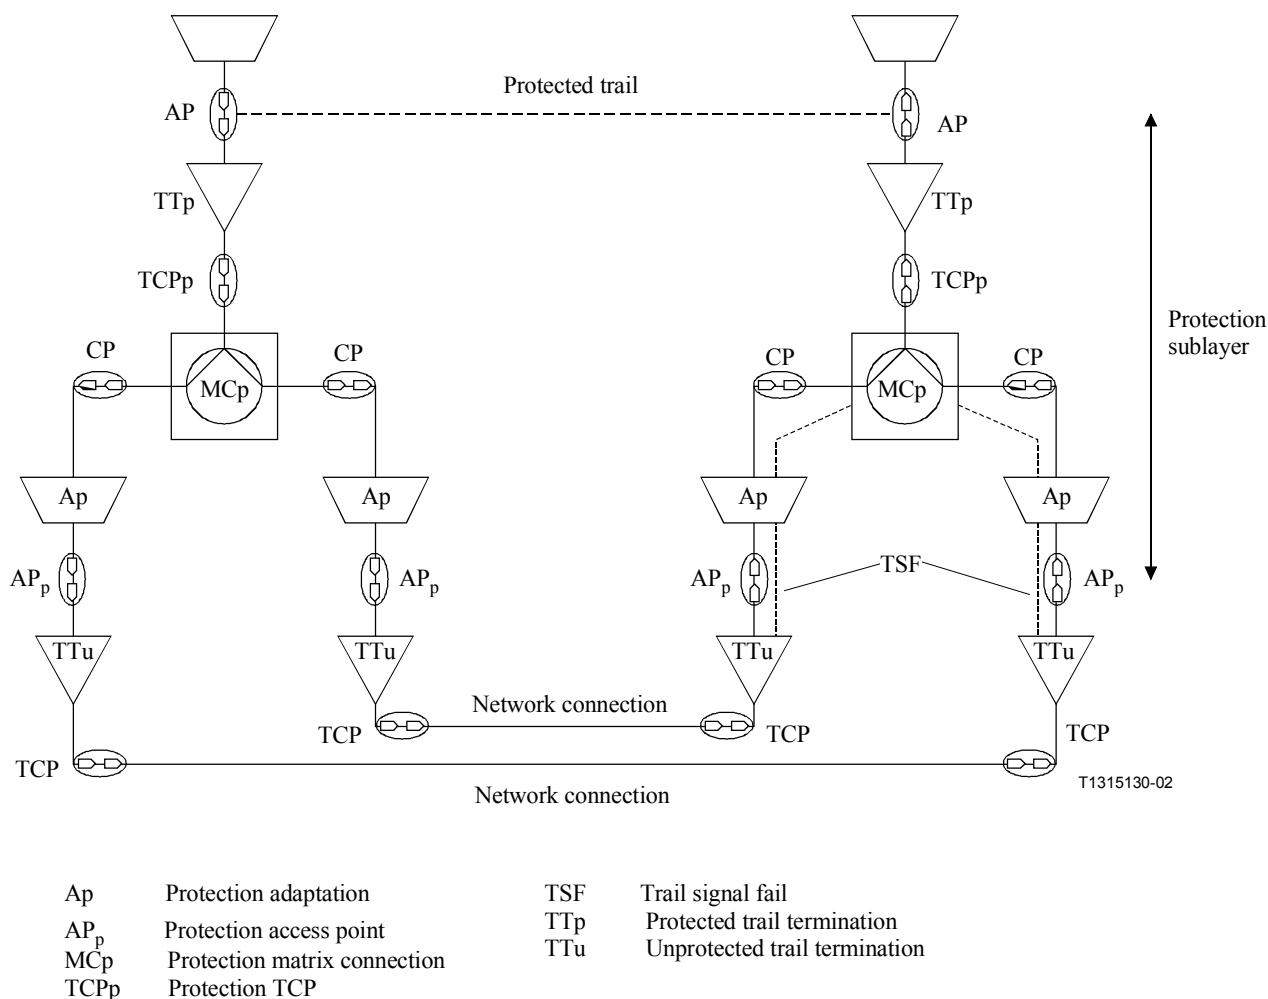 Protected trail
AP
AP
TTp
TTp
TCPp
TCPp
Protection
sublayer
CP
CP
CP
CP
MCp
MCp
Ap
Ap
Ap
Ap
APp
APp
TSF
APp
APp
TTu
TTu
TTu
TTu
Network connection
TCP
TCP
TCP
TCP
Network connection
T1315130-02
Ap Protection adaptation
APp Protection access point
MCp Protection matrix connection
TCPp Protection TCP
TSF Trail signal fail
TTp Protected trail termination
TTu Unprotected trail termination